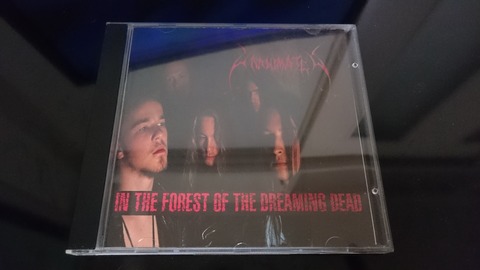 IN THE FOREST OF THE DREAMING DEAD